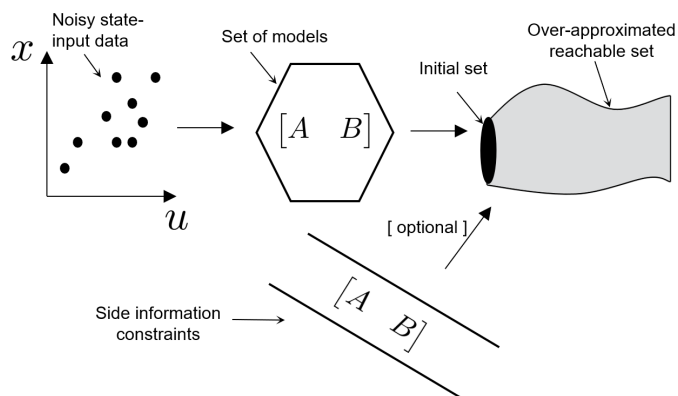 Noisy state-
input data
x
u
Set of models
[A B]
Initial set
Over-approximated
reachable set
[ optional ]
[A B]
Side information
constraints